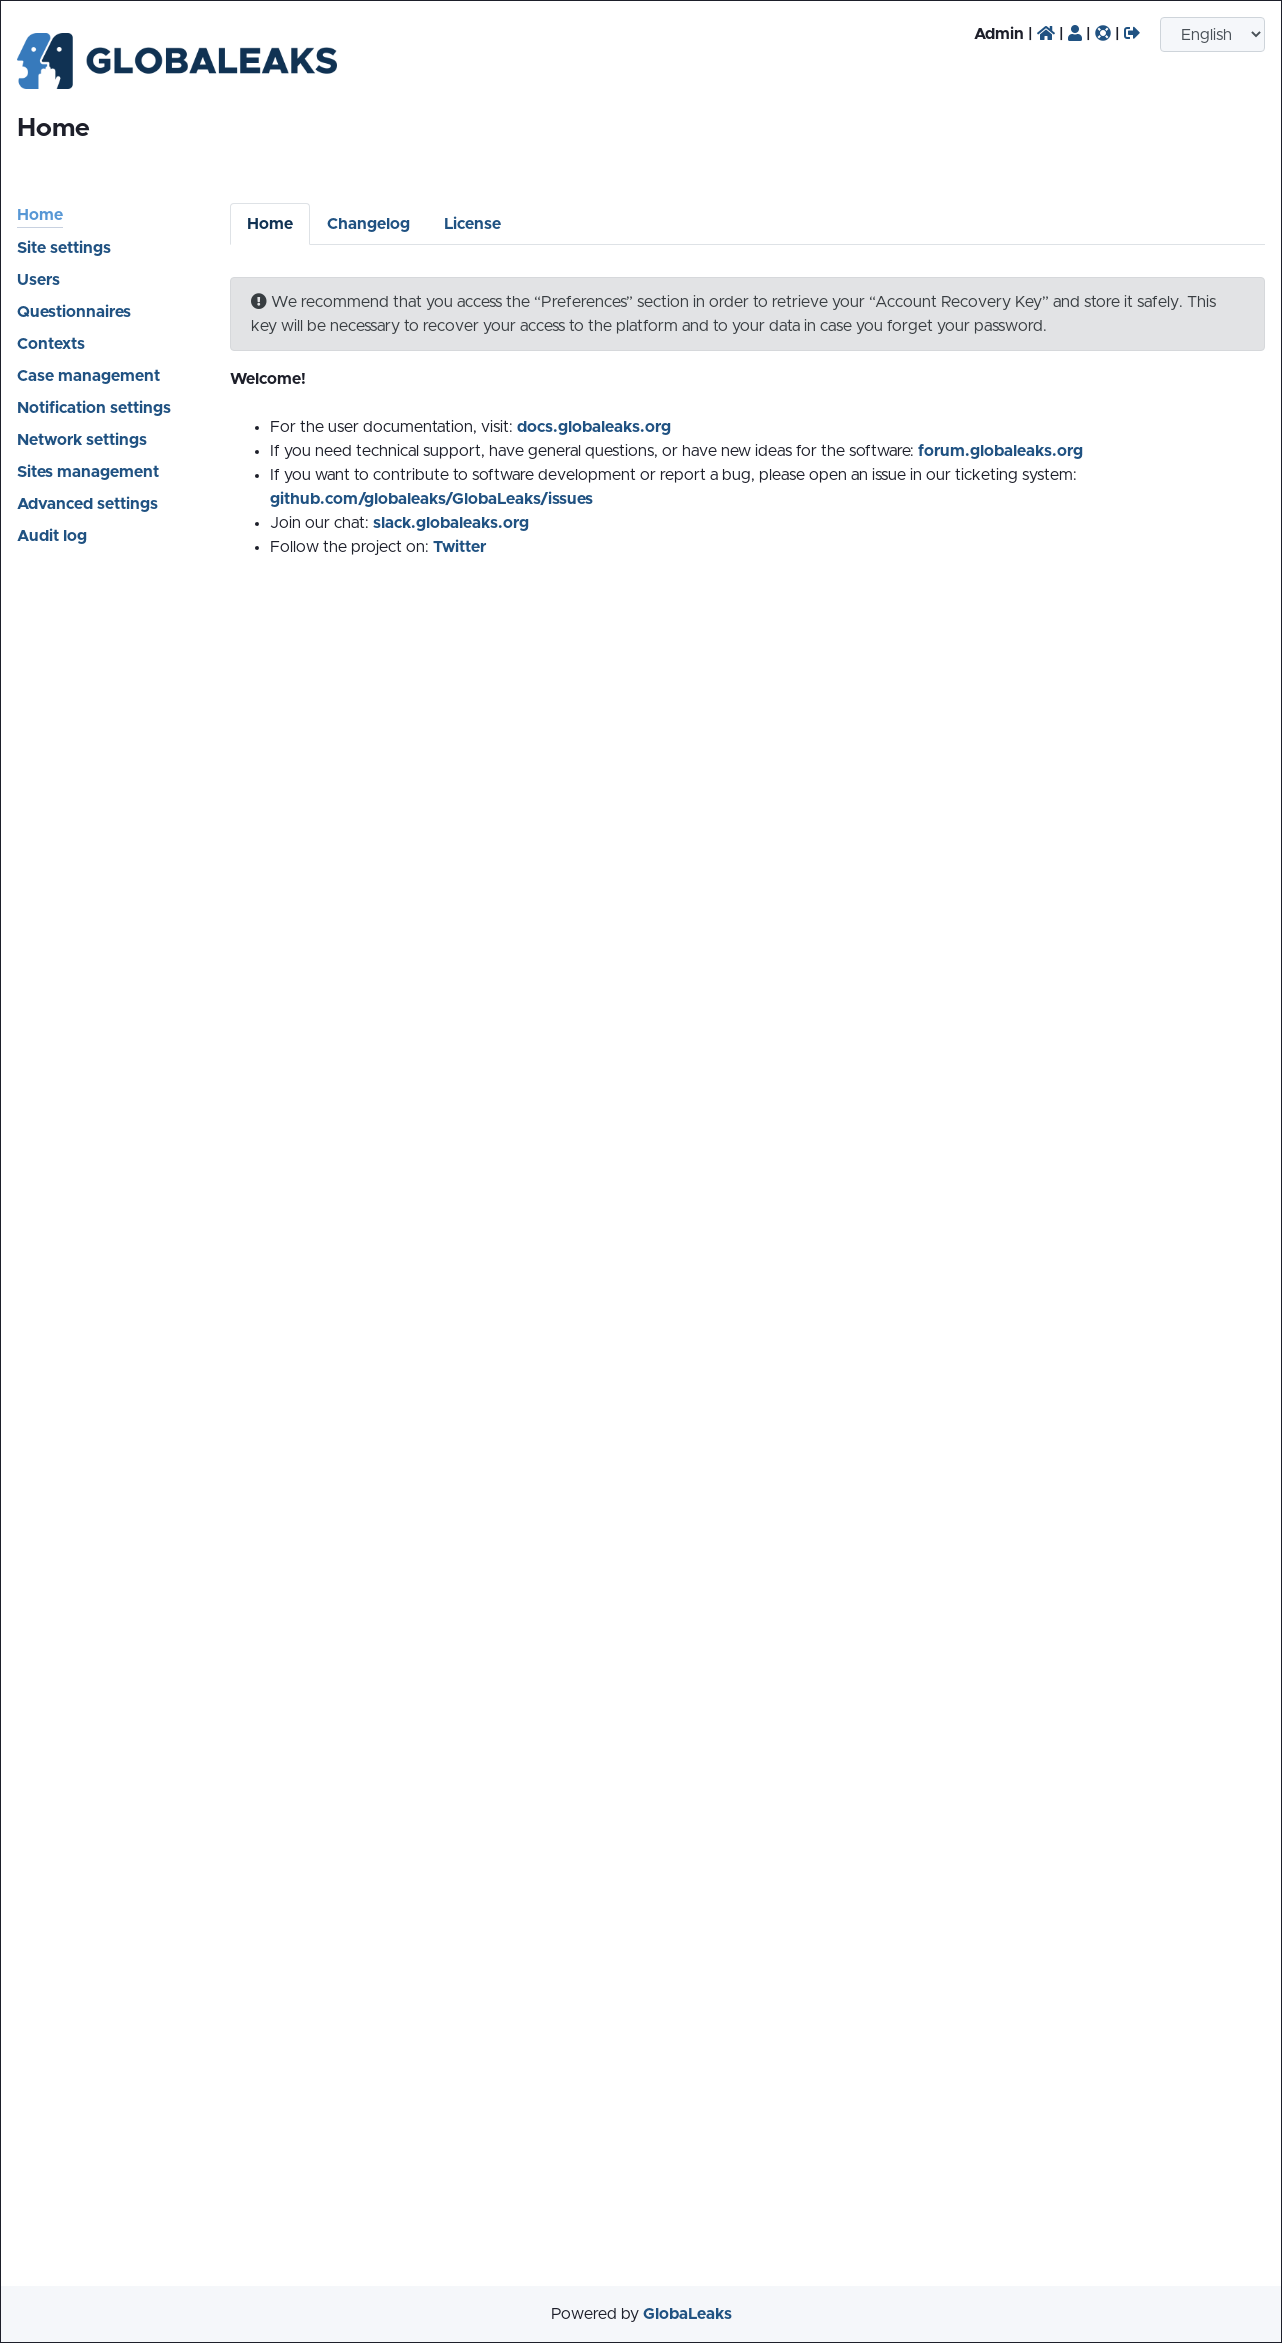 GLOBALEAKS
Admin | | | |
English
Home
Home
Site settings
Users
Questionnaires
Contexts
Case management
Notification settings
Network settings
Sites management
Advanced settings
Audit log
Home Changelog License
We recommend that you access the “Preferences” section in order to retrieve your “Account Recovery Key” and store it safely. This
key will be necessary to recover your access to the platform and to your data in case you forget your password.
Welcome!
• For the user documentation, visit: docs.globaleaks.org
• If you need technical support, have general questions, or have new ideas for the software: forum.globaleaks.org
• If you want to contribute to software development or report a bug, please open an issue in our ticketing system:
github.com/globaleaks/GlobaLeaks/issues
• Join our chat: slack.globaleaks.org
• Follow the project on: Twitter
Powered by GlobaLeaks